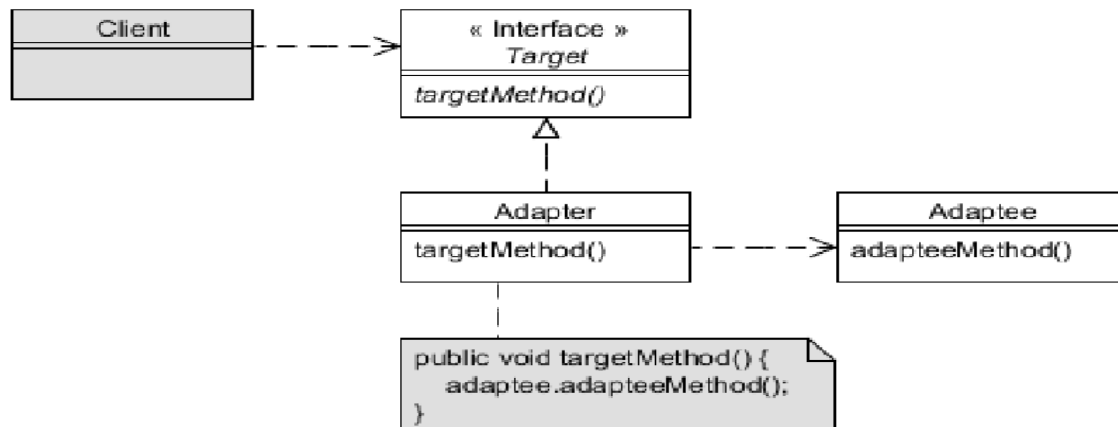 Client
« Interface »
Target
targetMethod()
Adapter
targetMethod()
Adaptee
adapteeMethod()
public void targetMethod() {
adaptee.adapteeMethod();
}